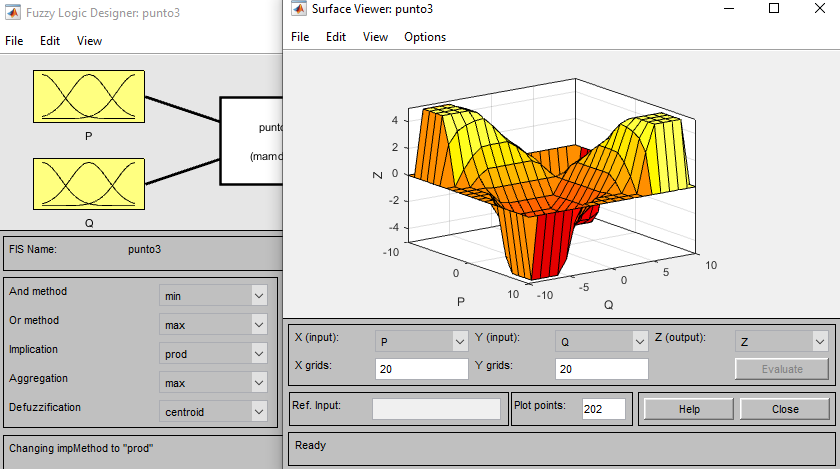 Fuzzy Logic Designer: punto3
File Edit View
P
Q
punto
(mamd
FIS Name: punto3
And method min
Or method max
Implication prod
Aggregation max
Defuzzification centroid
Changing impMethod to "prod"
Surface Viewer: punto3
File Edit View Options
4
2
0
-2
-4
Z
-10
0
10
P
-10
-5
0
5
10
Q
X (input): P Y (input): Q Z (output): Z
X grids: 20 Y grids: 20 Evaluate
Ref. Input: Plot points: 202 Help Close
Ready